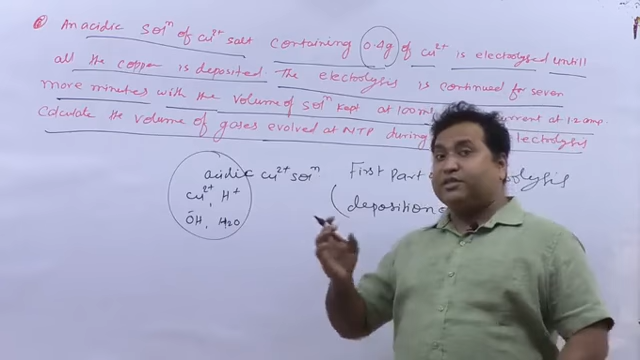 An acidic solⁿ of Cu²⁺ salt containing 0.4g of Cu²⁺ is electrolysed untill
all the copper is deposited. The electrolysis is continued for seven
more minutes with the volume of solⁿ kept at 100 ml current at 1.2 amp.
Calculate the volume of gases evolved at NTP during electrolysis
acidic Cu²⁺ solⁿ First part
Cu²⁺, H⁺
(deposition
ŌH, H₂O